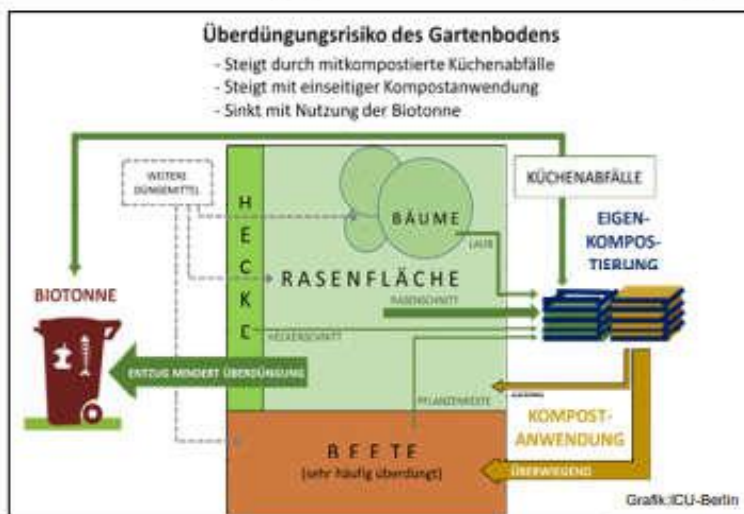 Überdüngungsrisiko des Gartenbodens
- Steigt durch mitkompostierte Küchenabfälle
- Steigt mit einseitiger Kompostanwendung
- Sinkt mit Nutzung der Biotonne
WEITERE
DÜNGEMITTEL
KÜCHENABFÄLLE
HECKE
BÄUME
LAUB
EIGEN-
KOMPOS-
TIERUNG
RASENFLÄCHE
RASENSCHNITT
BIOTONNE
HECKENSCHNITT
ENTZUG MINDERT ÜBERDÜNGUNG
PFLANZENRESTE
KOMPOST-
ANWENDUNG
BEETE
(sehr häufig überdüngt)
ÜBERWIEGEND
Grafik:ICU-Berlin